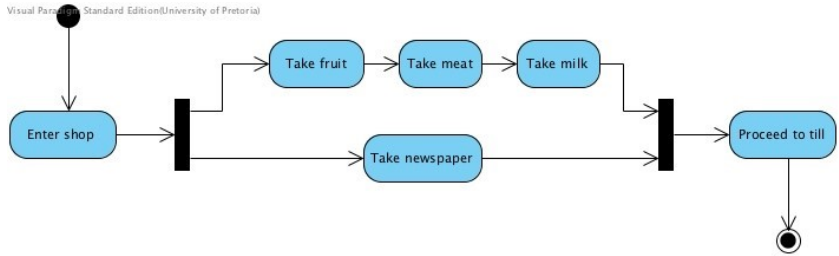 Visual Paradigm Standard Edition(University of Pretoria)
Take fruit
Take meat
Take milk
Enter shop
Proceed to till
Take newspaper